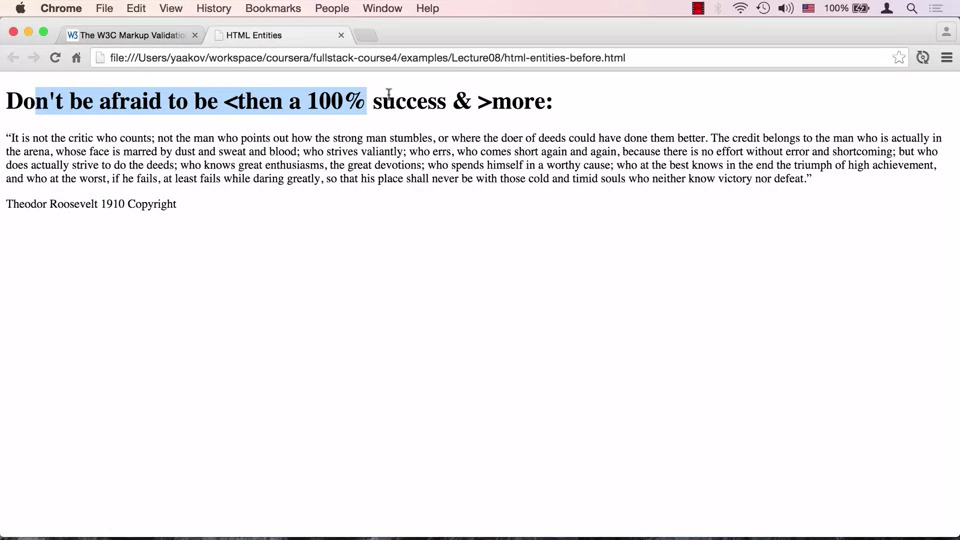 Chrome File Edit View History Bookmarks People Window Help 100%
The W3C Markup Validatio HTML Entities
file:///Users/yaakov/workspace/coursera/fullstack-course4/examples/Lecture08/html-entities-before.html
Don't be afraid to be <then a 100% success & >more:
“It is not the critic who counts; not the man who points out how the strong man stumbles, or where the doer of deeds could have done them better. The credit belongs to the man who is actually in
the arena, whose face is marred by dust and sweat and blood; who strives valiantly; who errs, who comes short again and again, because there is no effort without error and shortcoming; but who
does actually strive to do the deeds; who knows great enthusiasms, the great devotions; who spends himself in a worthy cause; who at the best knows in the end the triumph of high achievement,
and who at the worst, if he fails, at least fails while daring greatly, so that his place shall never be with those cold and timid souls who neither know victory nor defeat.”
Theodor Roosevelt 1910 Copyright